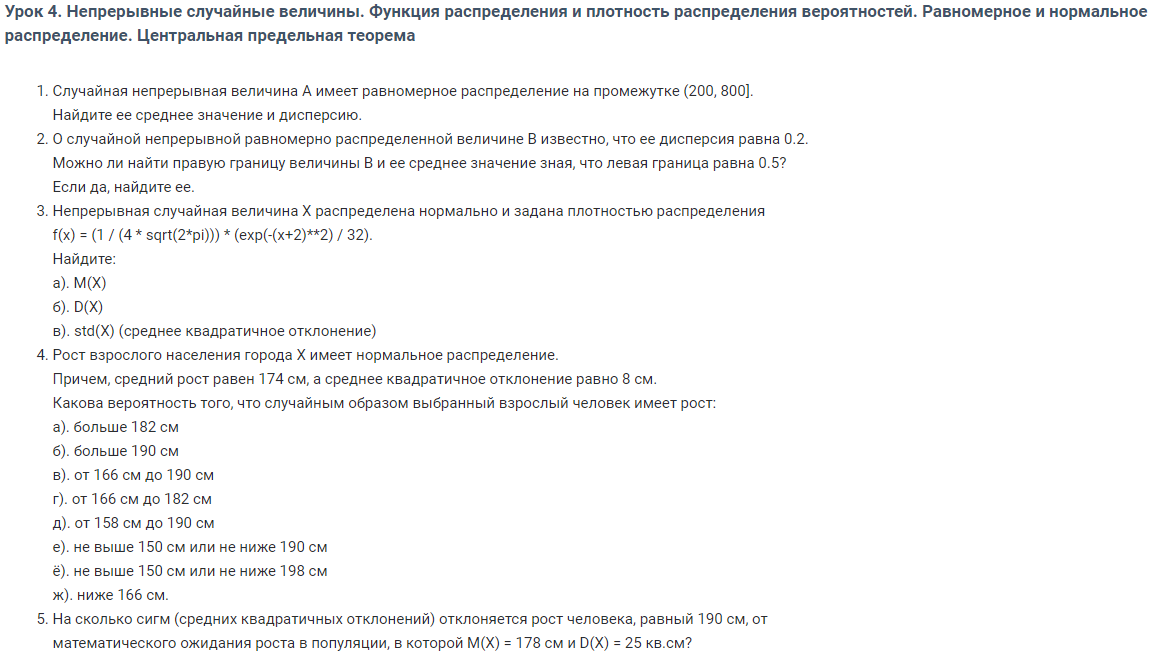 Урок 4. Непрерывные случайные величины. Функция распределения и плотность распределения вероятностей. Равномерное и нормальное
распределение. Центральная предельная теорема
1. Случайная непрерывная величина A имеет равномерное распределение на промежутке (200, 800].
Найдите ее среднее значение и дисперсию.
2. О случайной непрерывной равномерно распределенной величине B известно, что ее дисперсия равна 0.2.
Можно ли найти правую границу величины B и ее среднее значение зная, что левая граница равна 0.5?
Если да, найдите ее.
3. Непрерывная случайная величина X распределена нормально и задана плотностью распределения
f(x) = (1 / (4 * sqrt(2*pi))) * (exp(-(x+2)**2) / 32).
Найдите:
а). M(X)
б). D(X)
в). std(X) (среднее квадратичное отклонение)
4. Рост взрослого населения города X имеет нормальное распределение.
Причем, средний рост равен 174 см, а среднее квадратичное отклонение равно 8 см.
Какова вероятность того, что случайным образом выбранный взрослый человек имеет рост:
а). больше 182 см
б). больше 190 см
в). от 166 см до 190 см
г). от 166 см до 182 см
д). от 158 см до 190 см
е). не выше 150 см или не ниже 190 см
ё). не выше 150 см или не ниже 198 см
ж). ниже 166 см.
5. На сколько сигм (средних квадратичных отклонений) отклоняется рост человека, равный 190 см, от
математического ожидания роста в популяции, в которой M(X) = 178 см и D(X) = 25 кв.см?